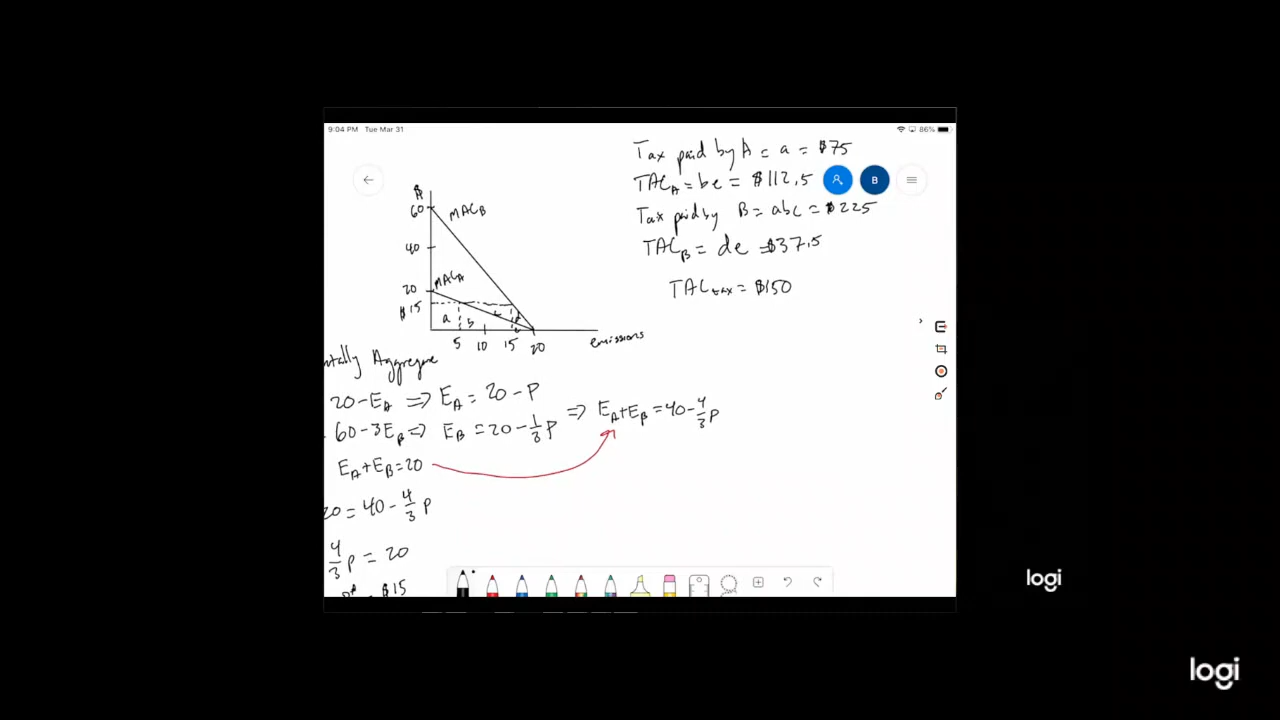 9:04 PM Tue Mar 31
86%
Tax paid by A = a = $75
TAC_A = be = $112,5
B
Tax paid by B = abc = $225
TAC_B = de = $37,5
TAC_tax = $150
$
60
MAC_B
40
20
MAC_A
$15
a b c
5 10 15 20
emissions
ntally Aggregate
20-E_A ⇒ E_A = 20 - P
60-3E_B ⇒ E_B = 20 - 1/3 P ⇒ E_A+E_B = 40 - 4/3 P
E_A+E_B = 20
20 = 40 - 4/3 P
4/3 P = 20
$15
logi
logi